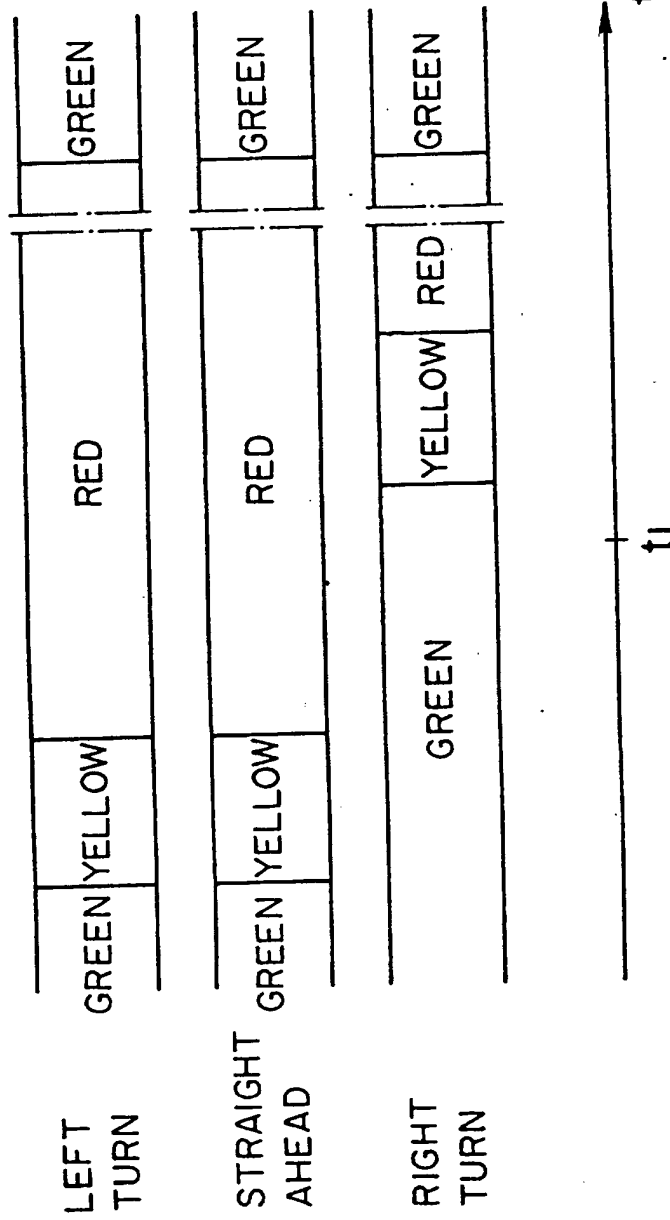 LEFT
TURN
GREEN YELLOW RED GREEN
STRAIGHT
AHEAD
GREEN YELLOW RED GREEN
RIGHT
TURN
GREEN YELLOW RED GREEN
t1